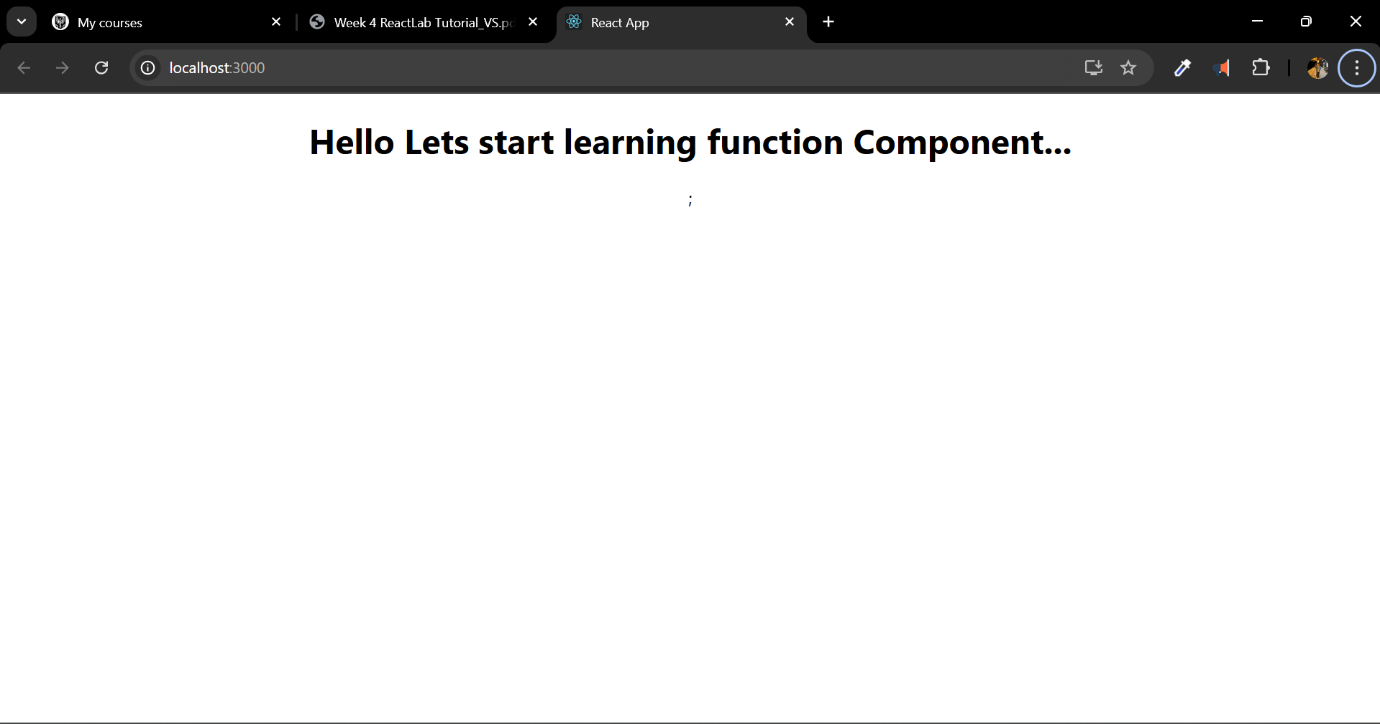 My courses
Week 4 ReactLab Tutorial_VS.p
React App
localhost:3000
Hello Lets start learning function Component...
;